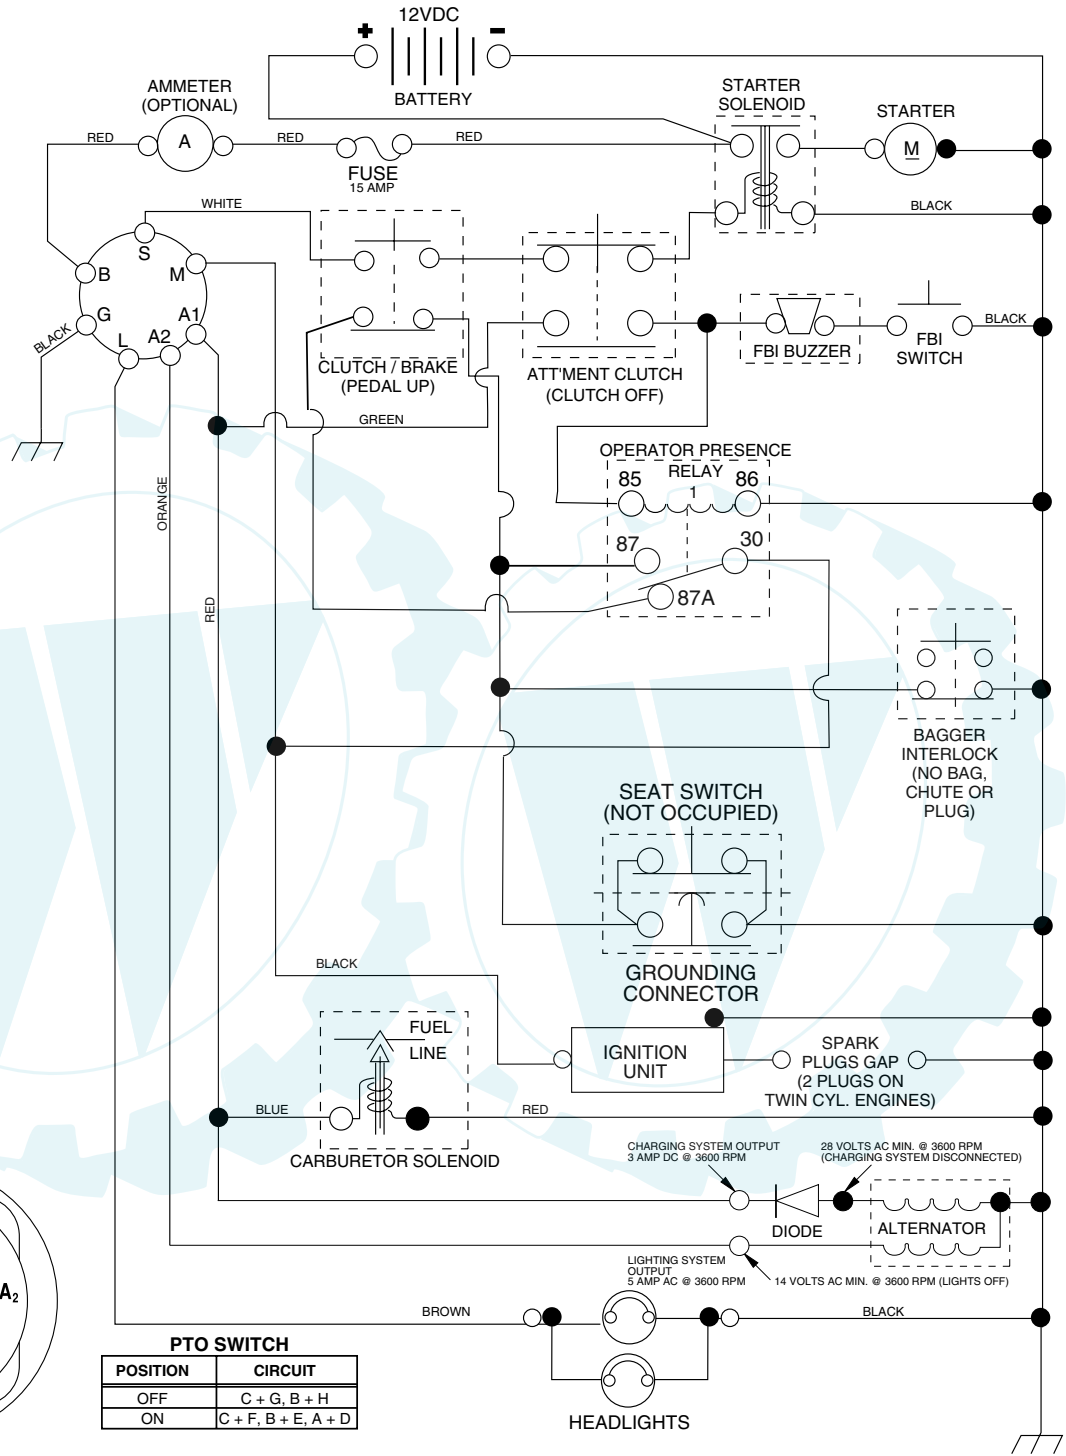 12VDC
+ -
BATTERY
AMMETER
(OPTIONAL)
STARTER
SOLENOID
STARTER
RED
A
RED
RED
M
FUSE
15 AMP
WHITE
BLACK
S
B
M
G
A1
L
A2
BLACK
CLUTCH / BRAKE
(PEDAL UP)
ATT'MENT CLUTCH
(CLUTCH OFF)
FBI BUZZER
FBI
SWITCH
BLACK
GREEN
OPERATOR PRESENCE
RELAY
85
1
86
87
30
87A
ORANGE
RED
BAGGER
INTERLOCK
(NO BAG,
CHUTE OR
PLUG)
SEAT SWITCH
(NOT OCCUPIED)
GROUNDING
CONNECTOR
BLACK
FUEL
LINE
IGNITION
UNIT
SPARK
PLUGS GAP
(2 PLUGS ON
TWIN CYL. ENGINES)
BLUE
RED
CARBURETOR SOLENOID
CHARGING SYSTEM OUTPUT
3 AMP DC @ 3600 RPM
28 VOLTS AC MIN. @ 3600 RPM
(CHARGING SYSTEM DISCONNECTED)
DIODE
ALTERNATOR
LIGHTING SYSTEM
OUTPUT
5 AMP AC @ 3600 RPM
14 VOLTS AC MIN. @ 3600 RPM (LIGHTS OFF)
A2
BROWN
BLACK
HEADLIGHTS
PTO SWITCH
POSITION CIRCUIT
OFF C + G, B + H
ON C + F, B + E, A + D